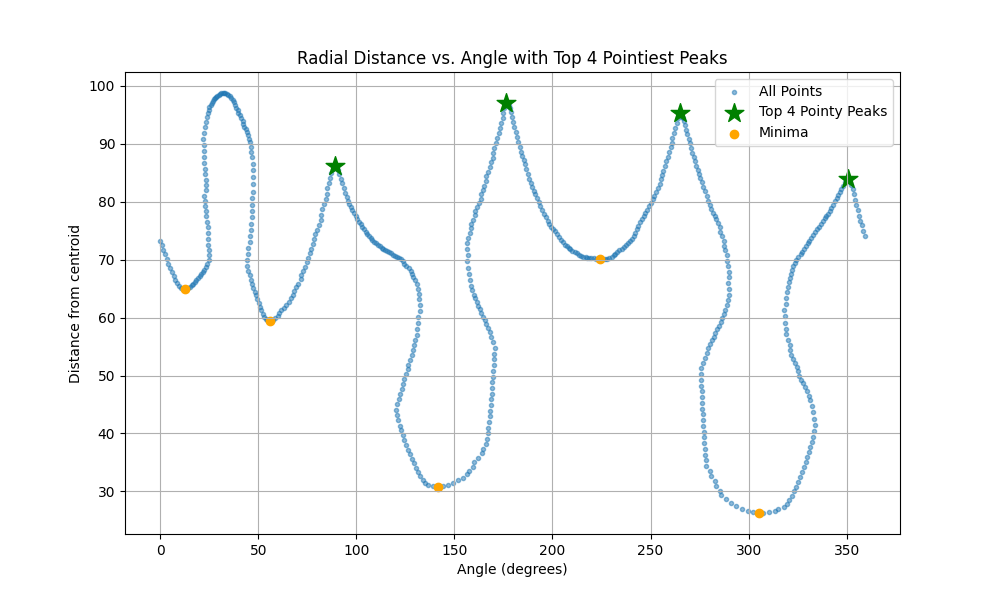 Radial Distance vs. Angle with Top 4 Pointiest Peaks
All Points
Top 4 Pointy Peaks
Minima
Distance from centroid
100
90
80
70
60
50
40
30
0 50 100 150 200 250 300 350
Angle (degrees)